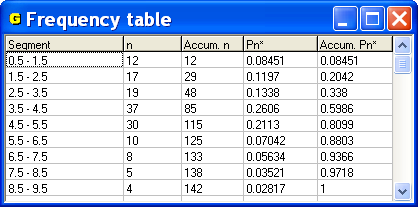 G Frequency table
Segment n Accum. n Pn* Accum. Pn*
0.5 - 1.5 12 12 0.08451 0.08451
1.5 - 2.5 17 29 0.1197 0.2042
2.5 - 3.5 19 48 0.1338 0.338
3.5 - 4.5 37 85 0.2606 0.5986
4.5 - 5.5 30 115 0.2113 0.8099
5.5 - 6.5 10 125 0.07042 0.8803
6.5 - 7.5 8 133 0.05634 0.9366
7.5 - 8.5 5 138 0.03521 0.9718
8.5 - 9.5 4 142 0.02817 1